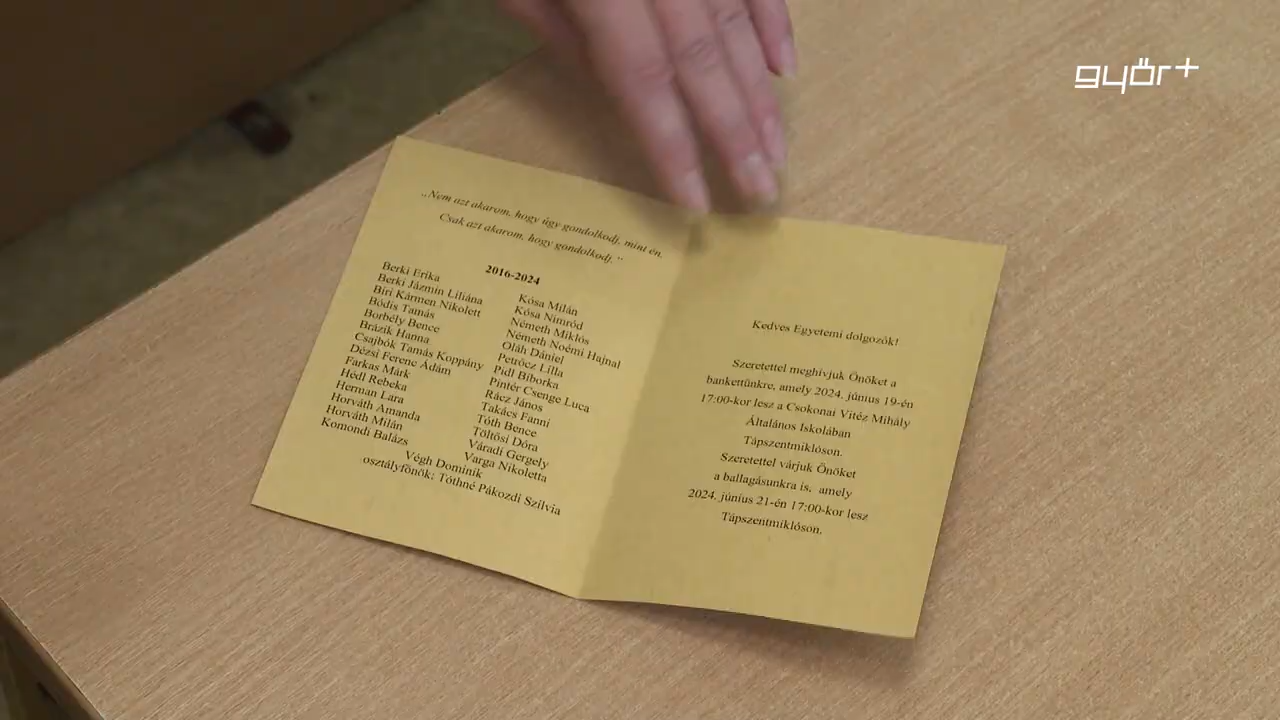 győr+
„Nem azt akarom, hogy úgy gondolkodj, mint én.
Csak azt akarom, hogy gondolkodj."
2016-2024
Berki Erika
Berki Jázmin Liliána
Biri Kármen Nikolett
Bódis Tamás
Borbély Bence
Brázik Hanna
Csajbók Tamás Koppány
Dézsi Ferenc Ádám
Farkas Márk
Hédl Rebeka
Herman Lara
Horváth Amanda
Horváth Milán
Komondi Balázs
Kósa Milán
Kósa Nimród
Németh Miklós
Németh Noémi Hajnal
Oláh Dániel
Petrőcz Lilla
Pidl Bíborka
Pintér Csenge Luca
Rácz János
Takács Fanni
Tóth Bence
Töltősi Dóra
Váradi Gergely
Varga Nikoletta
Végh Dominik
osztályfőnök: Tóthné Pákozdi Szilvia
Kedves Egyetemi dolgozók!
Szeretettel meghívjuk Önöket a
bankettünkre, amely 2024. június 19-én
17:00-kor lesz a Csokonai Vitéz Mihály
Általános Iskolában
Tápszentmiklóson.
Szeretettel várjuk Önöket
a ballagásunkra is, amely
2024. június 21-én 17:00-kor lesz
Tápszentmiklóson.